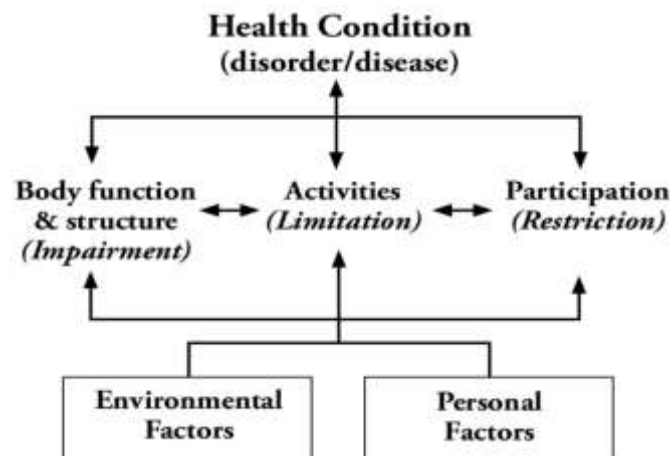 Health Condition
(disorder/disease)
Body function
& structure
(Impairment)
Activities
(Limitation)
Participation
(Restriction)
Environmental
Factors
Personal
Factors